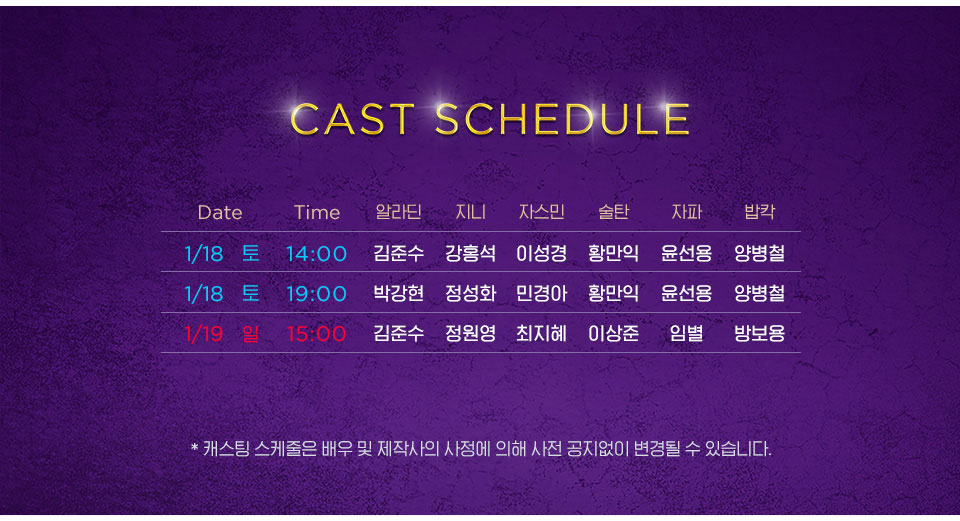 CAST SCHEDULE
Date Time 알라딘 지니 자스민 술탄 자파 밥칵
1/18 토 14:00 김준수 강홍석 이성경 황만익 윤선용 양병철
1/18 토 19:00 박강현 정성화 민경아 황만익 윤선용 양병철
1/19 일 15:00 김준수 정원영 최지혜 이상준 임별 방보용
* 캐스팅 스케줄은 배우 및 제작사의 사정에 의해 사전 공지없이 변경될 수 있습니다.